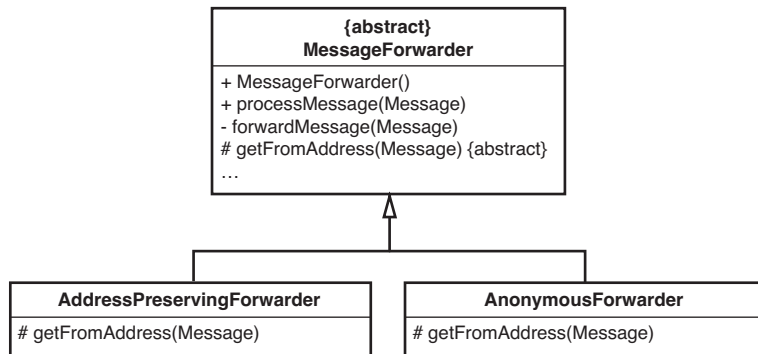 {abstract}
MessageForwarder
+ MessageForwarder()
+ processMessage(Message)
- forwardMessage(Message)
# getFromAddress(Message) {abstract}
…
AddressPreservingForwarder
# getFromAddress(Message)
AnonymousForwarder
# getFromAddress(Message)